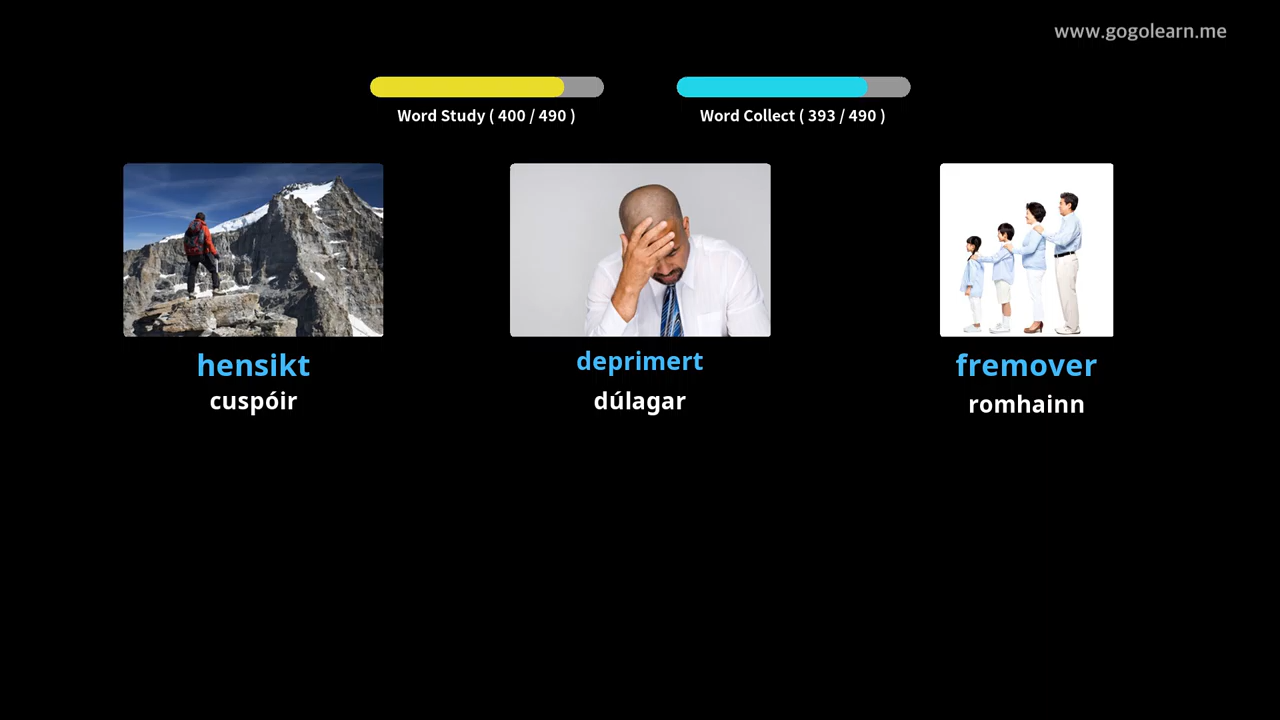 www.gogolearn.me
Word Study ( 400 / 490 )
Word Collect ( 393 / 490 )
hensikt
cuspóir
deprimert
dúlagar
fremover
romhainn